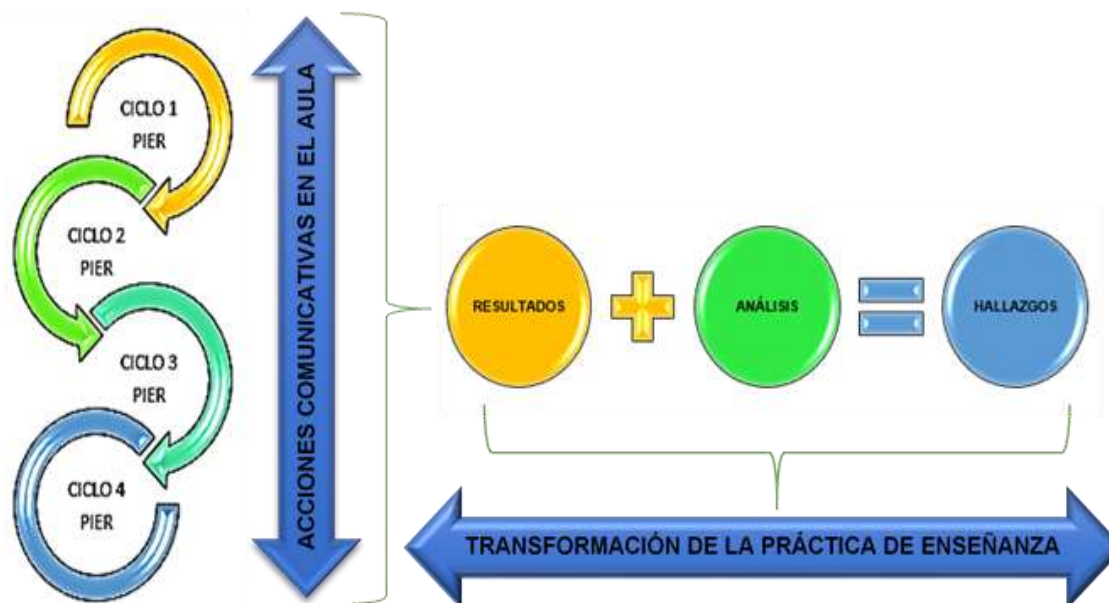 CICLO 1
PIER
CICLO 2
PIER
CICLO 3
PIER
CICLO 4
PIER
ACCIONES COMUNICATIVAS EN EL AULA
RESULTADOS
ANÁLISIS
HALLAZGOS
TRANSFORMACIÓN DE LA PRÁCTICA DE ENSEÑANZA